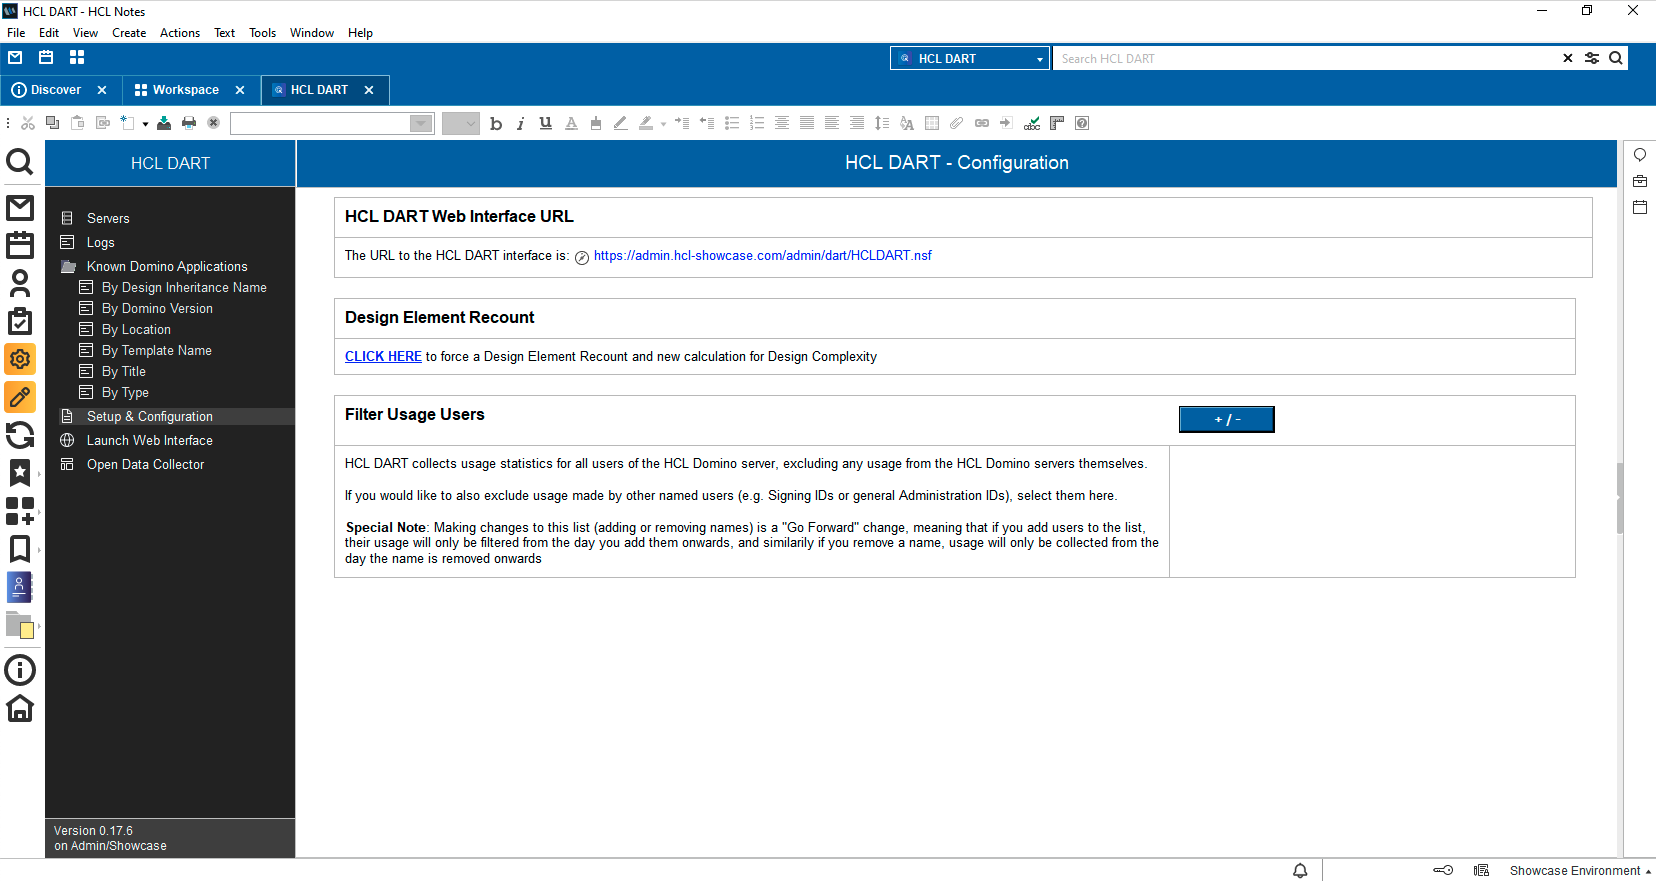 HCL DART - HCL Notes
File Edit View Create Actions Text Tools Window Help
HCL DART
Search HCL DART
Discover
Workspace
HCL DART
b i u A
abc
HCL DART
HCL DART - Configuration
Servers
Logs
Known Domino Applications
By Design Inheritance Name
By Domino Version
By Location
By Template Name
By Title
By Type
Setup & Configuration
Launch Web Interface
Open Data Collector
Version 0.17.6
on Admin/Showcase
HCL DART Web Interface URL
The URL to the HCL DART interface is: https://admin.hcl-showcase.com/admin/dart/HCLDART.nsf
Design Element Recount
CLICK HERE to force a Design Element Recount and new calculation for Design Complexity
Filter Usage Users
+ / -
HCL DART collects usage statistics for all users of the HCL Domino server, excluding any usage from the HCL Domino servers themselves.
If you would like to also exclude usage made by other named users (e.g. Signing IDs or general Administration IDs), select them here.
Special Note: Making changes to this list (adding or removing names) is a "Go Forward" change, meaning that if you add users to the list,
their usage will only be filtered from the day you add them onwards, and similarily if you remove a name, usage will only be collected from the
day the name is removed onwards
Showcase Environment